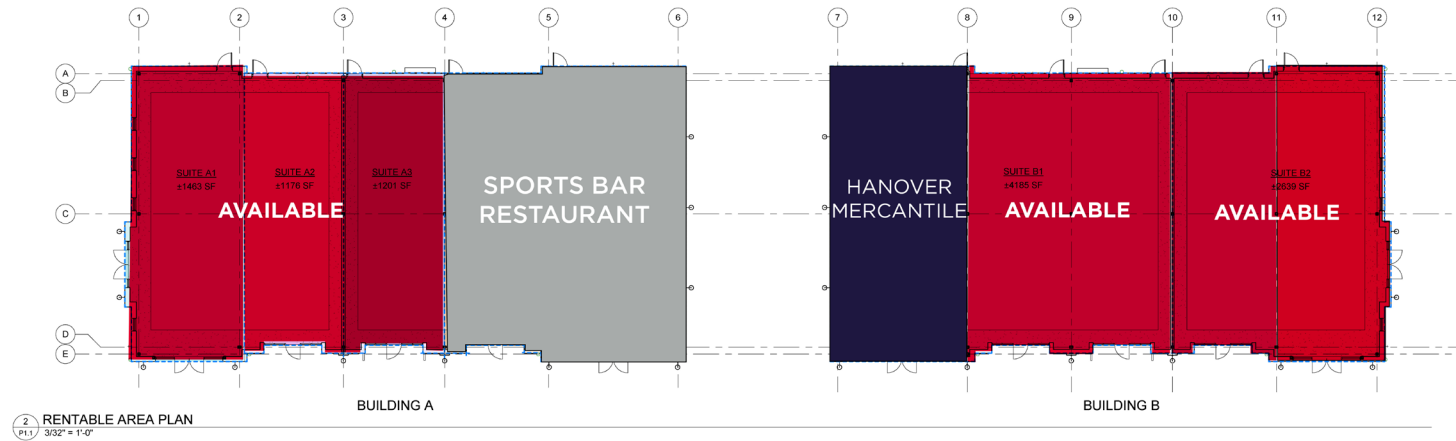 1 2 3 4 5 6 7 8 9 10 11 12
A
B
SUITE A1
±1463 SF
SUITE A2
±1176 SF
SUITE A3
±1201 SF
AVAILABLE
SPORTS BAR
RESTAURANT
HANOVER
MERCANTILE
SUITE B1
±4185 SF
AVAILABLE
SUITE B2
±2639 SF
AVAILABLE
C
D
E
BUILDING A
BUILDING B
2
P1.1
RENTABLE AREA PLAN
3/32" = 1'-0"